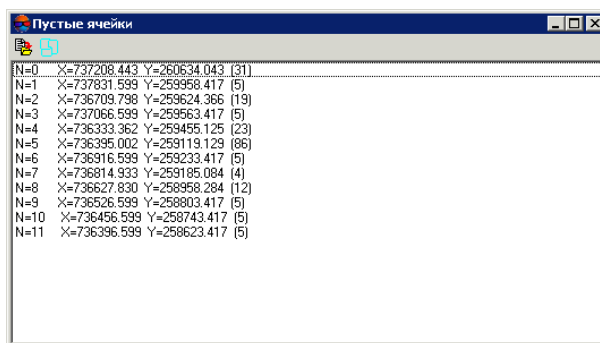 Пустые ячейки
N=0 X=737208.443 Y=260634.043 (31)
N=1 X=737831.599 Y=259958.417 (5)
N=2 X=736709.798 Y=259624.366 (19)
N=3 X=737066.599 Y=259563.417 (5)
N=4 X=736333.362 Y=259455.125 (23)
N=5 X=736395.002 Y=259119.129 (86)
N=6 X=736916.599 Y=259233.417 (5)
N=7 X=736814.933 Y=259185.084 (4)
N=8 X=736627.830 Y=258958.284 (12)
N=9 X=736526.599 Y=258803.417 (5)
N=10 X=736456.599 Y=258743.417 (5)
N=11 X=736396.599 Y=258623.417 (5)